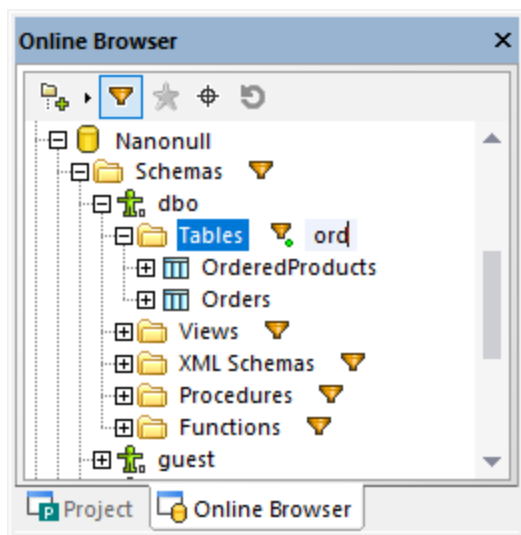 Online Browser
Nanonull
Schemas
dbo
Tables ord
OrderedProducts
Orders
Views
XML Schemas
Procedures
Functions
guest
Project Online Browser